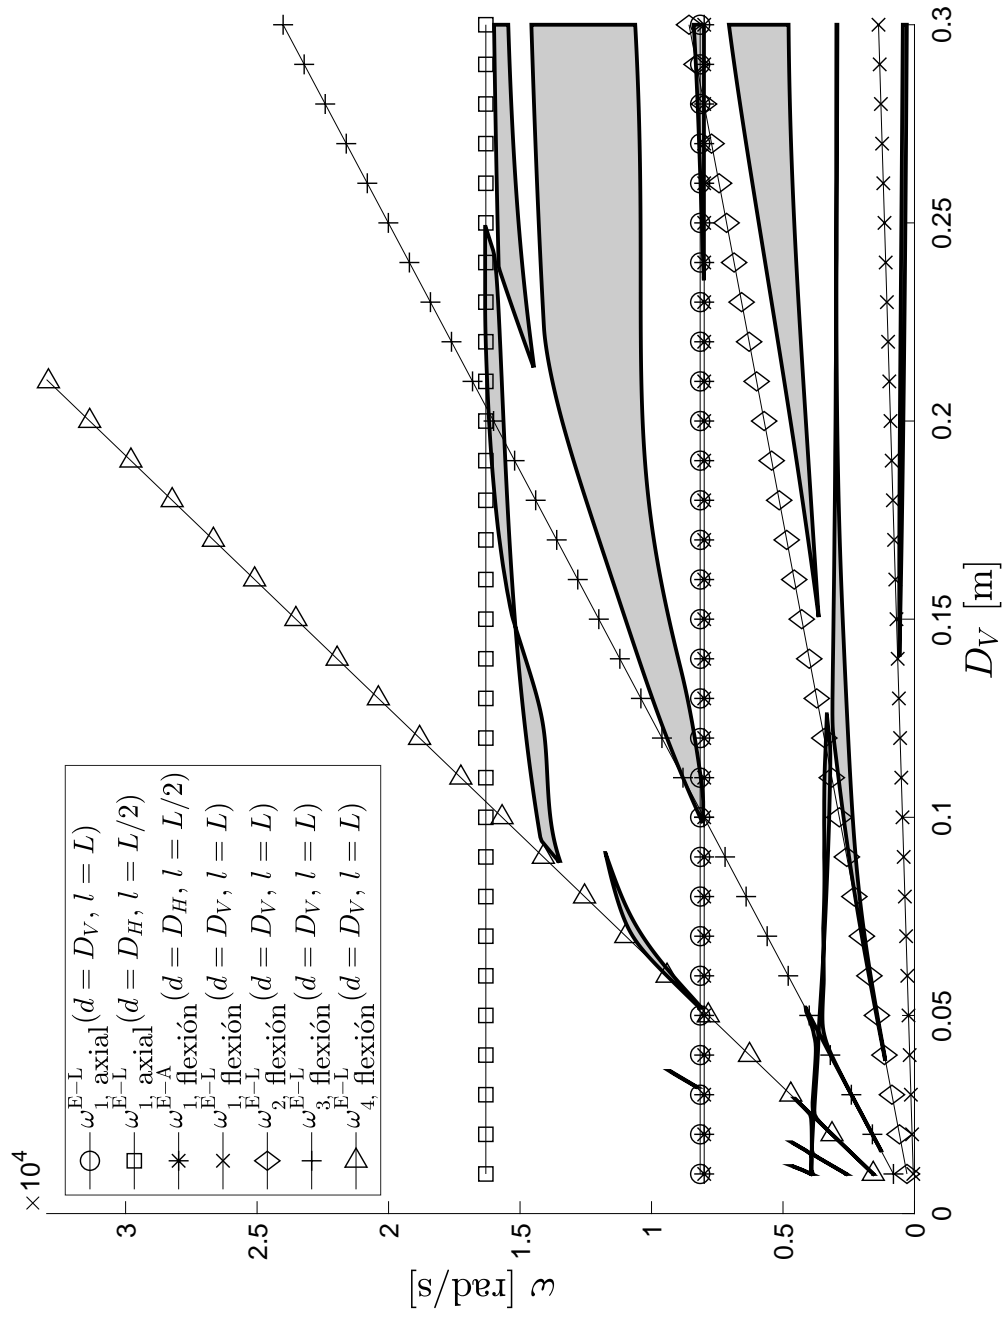 ×10⁴
ω [rad/s]
3
2.5
2
1.5
1
0.5
0
0
0.05
0.1
0.15
0.2
0.25
0.3
D_V [m]
ω^{E−L}_{1, axial}(d = D_V, l = L)
ω^{E−L}_{1, axial}(d = D_H, l = L/2)
ω^{E−A}_{1, flexión}(d = D_H, l = L/2)
ω^{E−L}_{1, flexión}(d = D_V, l = L)
ω^{E−L}_{2, flexión}(d = D_V, l = L)
ω^{E−L}_{3, flexión}(d = D_V, l = L)
ω^{E−L}_{4, flexión}(d = D_V, l = L)